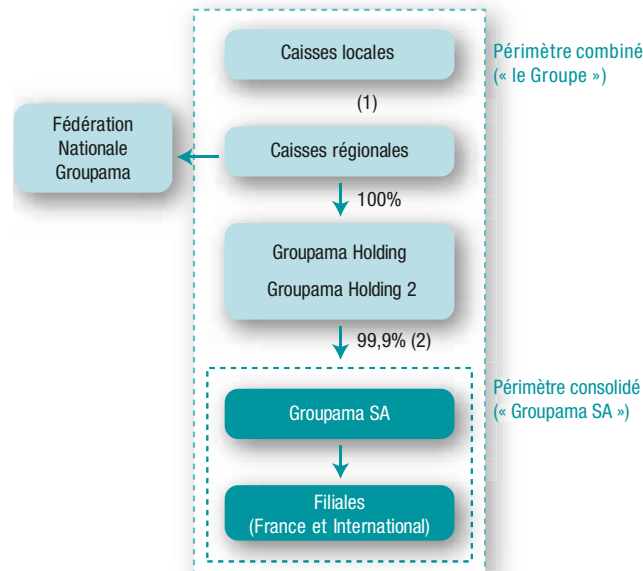 Caisses locales
Périmètre combiné
(« le Groupe »)
(1)
Fédération
Nationale
Groupama
Caisses régionales
100%
Groupama Holding
Groupama Holding 2
99,9% (2)
Périmètre consolidé
(« Groupama SA »)
Groupama SA
Filiales
(France et International)